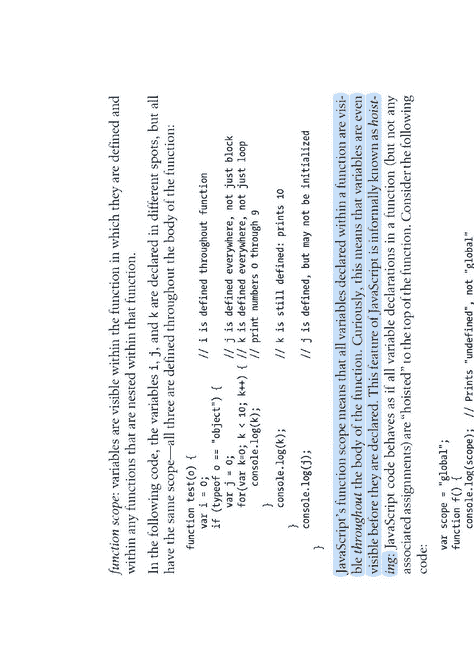 function scope: variables are visible within the function in which they are defined and
within any functions that are nested within that function.
In the following code, the variables i, j, and k are declared in different spots, but all
have the same scope—all three are defined throughout the body of the function:
function test(o) {
var i = 0; // i is defined throughout function
if (typeof o == "object") {
var j = 0; // j is defined everywhere, not just block
for(var k=0; k < 10; k++) { // k is defined everywhere, not just loop
console.log(k); // print numbers 0 through 9
}
console.log(k); // k is still defined: prints 10
}
console.log(j); // j is defined, but may not be initialized
}
JavaScript's function scope means that all variables declared within a function are visi-
ble throughout the body of the function. Curiously, this means that variables are even
visible before they are declared. This feature of JavaScript is informally known as hoist-
ing: JavaScript code behaves as if all variable declarations in a function (but not any
associated assignments) are "hoisted" to the top of the function. Consider the following
code:
var scope = "global";
function f() {
console.log(scope); // Prints "undefined", not "global"